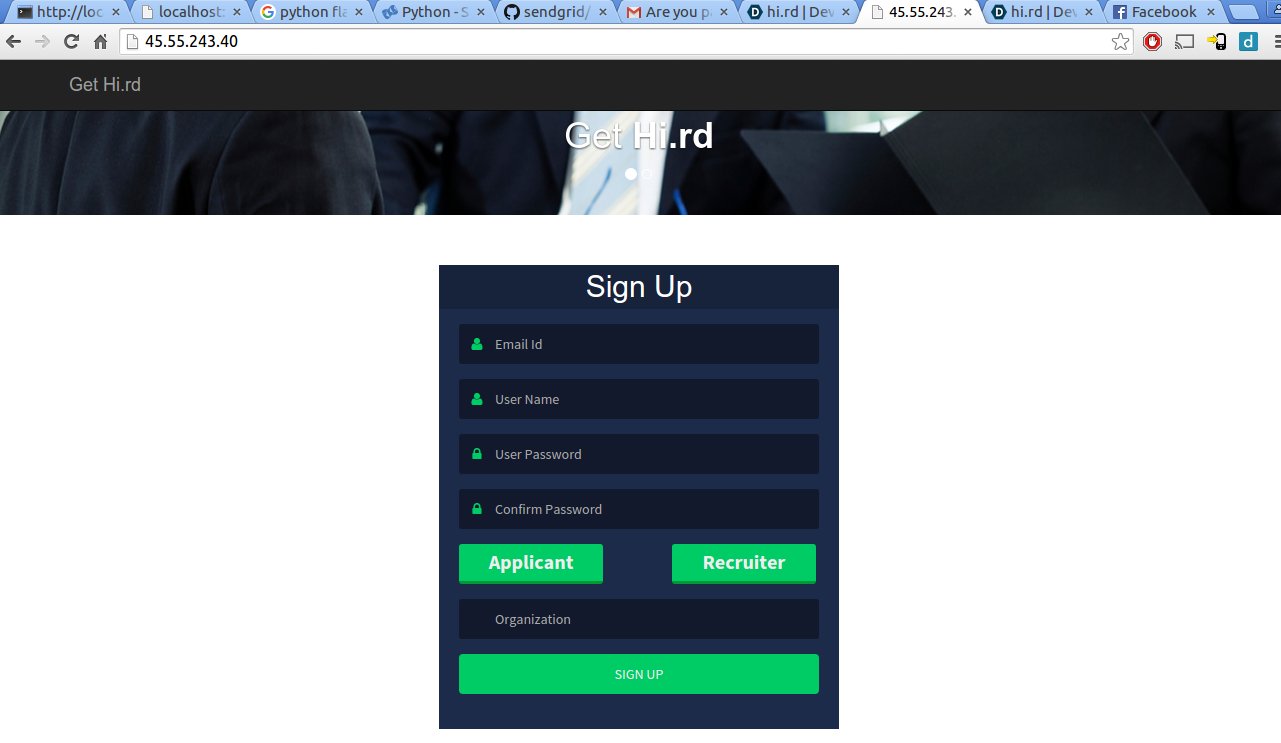 http://loc localhost: python fla Python - S sendgrid/ Are you p hi.rd | Dev 45.55.243. hi.rd | Dev Facebook
45.55.243.40
Get Hi.rd
Get Hi.rd
Sign Up
Email Id
User Name
User Password
Confirm Password
Applicant Recruiter
Organization
SIGN UP